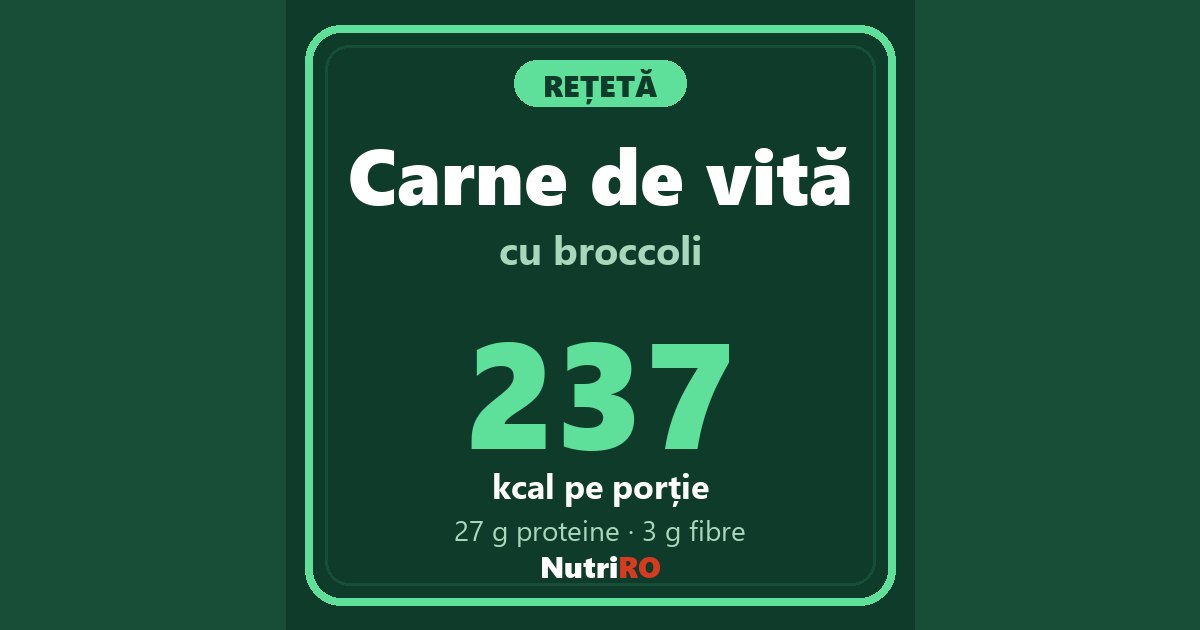 REȚETĂ
Carne de vită
cu broccoli
237
kcal pe porție
27 g proteine · 3 g fibre
NutriRO